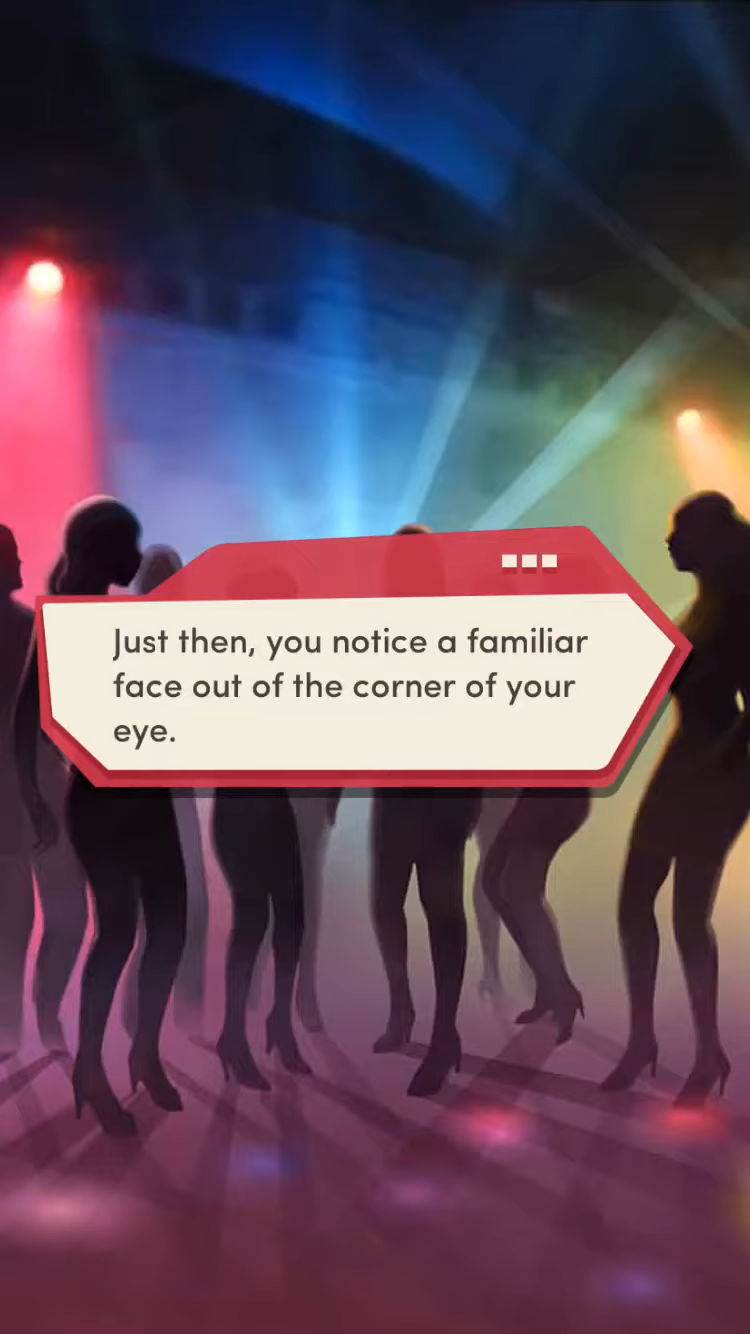 Just then, you notice a familiar
face out of the corner of your
eye.